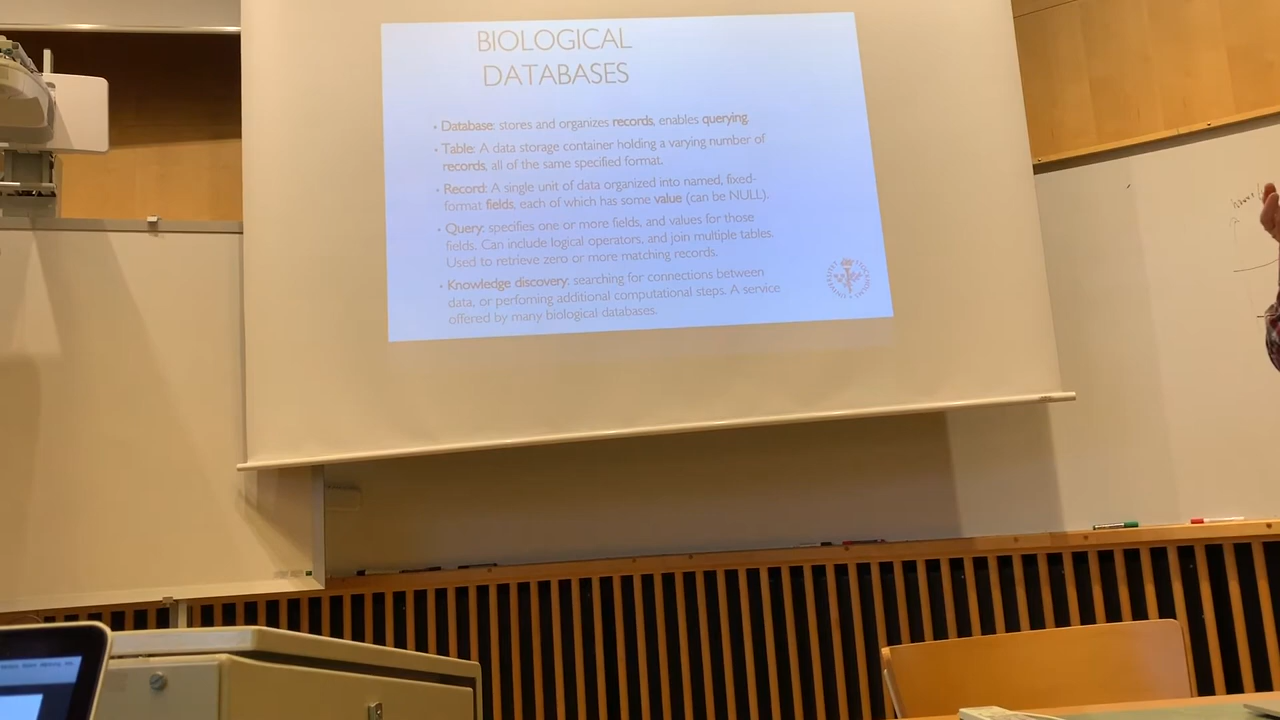 BIOLOGICAL
DATABASES
• Database: stores and organizes records, enables querying.
• Table: A data storage container holding a varying number of
records, all of the same specified format.
• Record: A single unit of data organized into named, fixed-
format fields, each of which has some value (can be NULL).
• Query: specifies one or more fields, and values for those
fields. Can include logical operators, and join multiple tables.
Used to retrieve zero or more matching records.
• Knowledge discovery: searching for connections between
data, or performing additional computational steps. A service
offered by many biological databases.